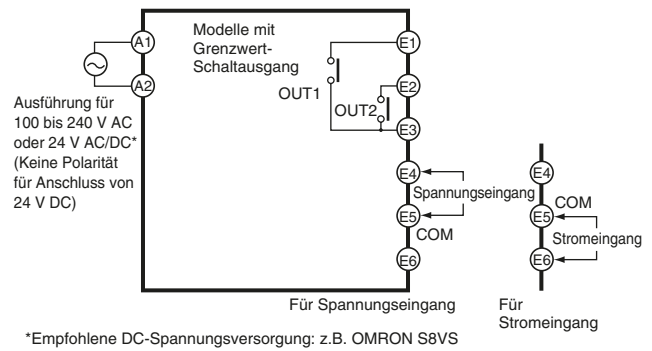 A1
A2
Modelle mit
Grenzwert-
Schaltausgang
OUT1
OUT2
E1
E2
E3
E4
E5
E6
Ausführung für
100 bis 240 V AC
oder 24 V AC/DC*
(Keine Polarität
für Anschluss von
24 V DC)
Spannungseingang
COM
Für Spannungseingang
E4
E5
E6
COM
Stromeingang
Für
Stromeingang
*Empfohlene DC-Spannungsversorgung: z.B. OMRON S8VS